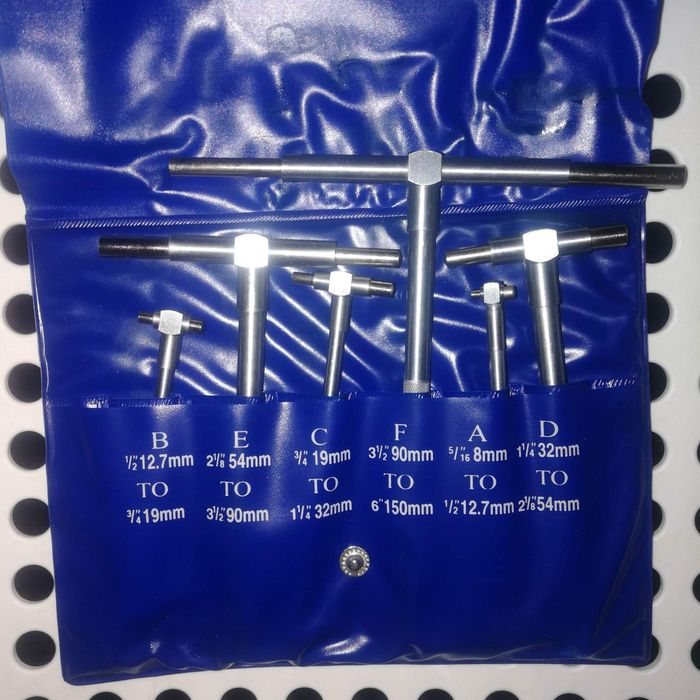 B E C F A D
1/2" 12.7mm 2 1/8" 54mm 3/4" 19mm 3 1/2" 90mm 5/16" 8mm 1 1/4" 32mm
TO TO TO TO TO TO
3/4" 19mm 3 1/2" 90mm 1 1/4" 32mm 6" 150mm 1/2" 12.7mm 2 1/8" 54mm